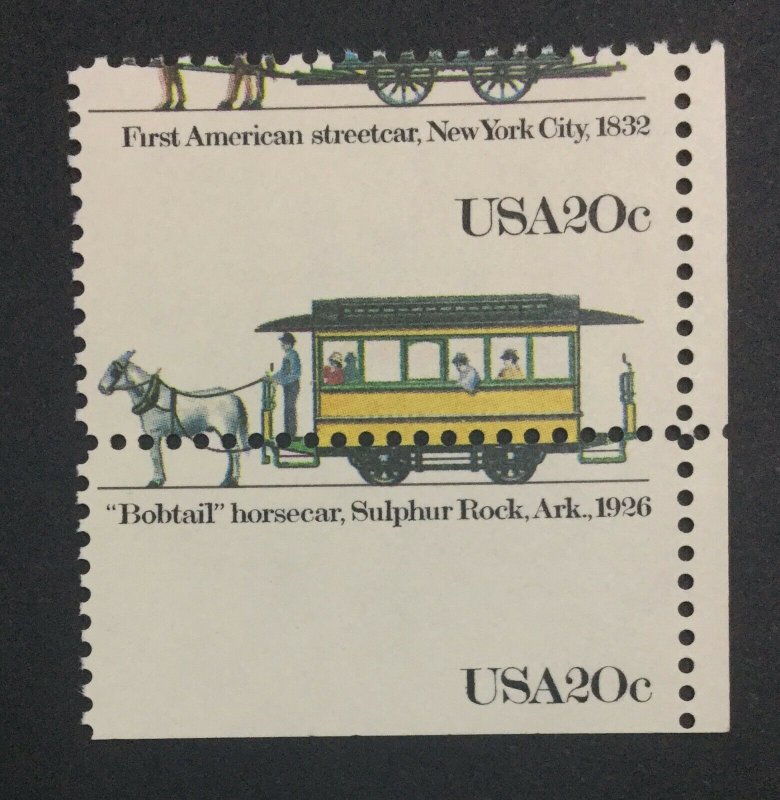 First American streetcar, New York City, 1832
USA20c
“Bobtail” horsecar, Sulphur Rock, Ark., 1926
USA20c